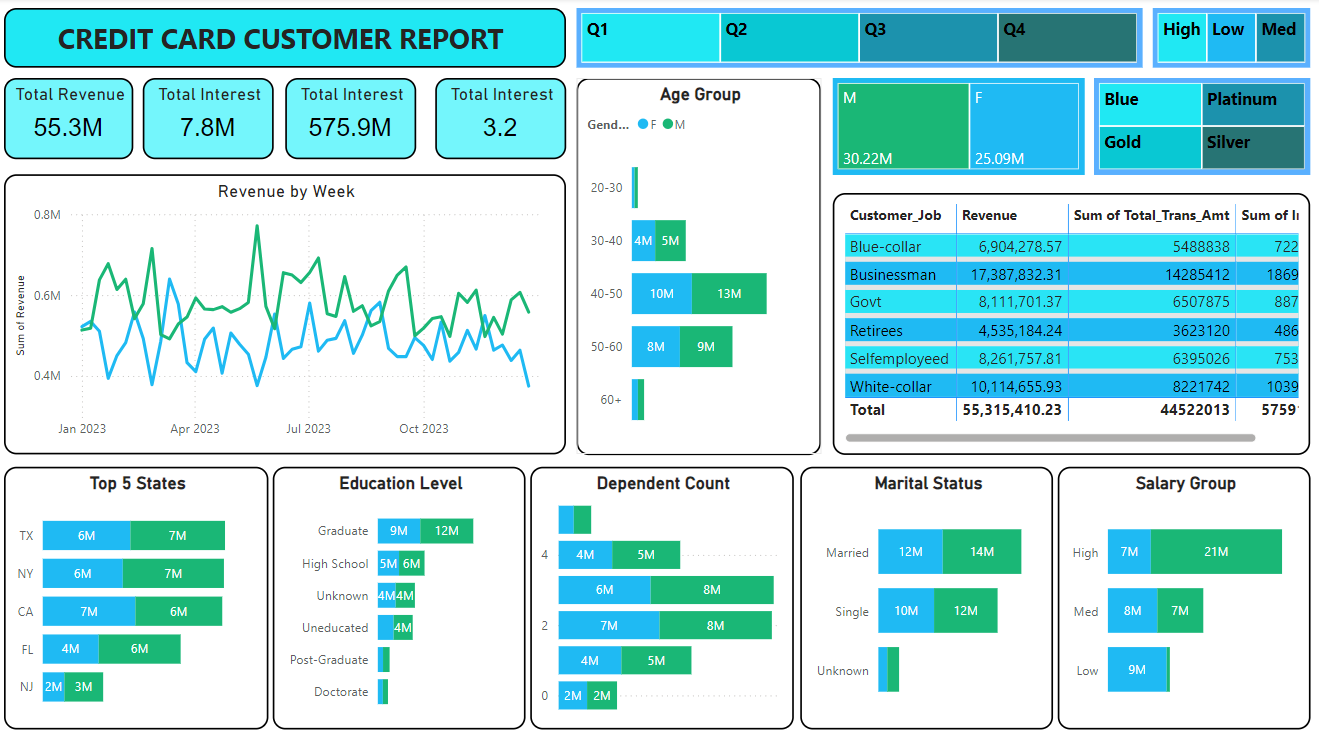 CREDIT CARD CUSTOMER REPORT
Q1 Q2 Q3 Q4
High Low Med
Total Revenue
55.3M
Total Interest
7.8M
Total Interest
575.9M
Total Interest
3.2
Age Group
Gend... F M
20-30
30-40 4M 5M
40-50 10M 13M
50-60 8M 9M
60+
M
30.22M
F
25.09M
Blue Platinum
Gold Silver
Revenue by Week
Sum of Revenue
0.8M
0.6M
0.4M
Jan 2023 Apr 2023 Jul 2023 Oct 2023
Customer_Job Revenue Sum of Total_Trans_Amt Sum of I
Blue-collar 6,904,278.57 5488838 722
Businessman 17,387,832.31 14285412 1869
Govt 8,111,701.37 6507875 887
Retirees 4,535,184.24 3623120 486
Selfemployeed 8,261,757.81 6395026 753
White-collar 10,114,655.93 8221742 1039
Total 55,315,410.23 44522013 5759
Top 5 States
TX 6M 7M
NY 6M 7M
CA 7M 6M
FL 4M 6M
NJ 2M 3M
Education Level
Graduate 9M 12M
High School 5M 6M
Unknown 4M 4M
Uneducated 4M
Post-Graduate
Doctorate
Dependent Count
4 4M 5M
6M 8M
2 7M 8M
4M 5M
0 2M 2M
Marital Status
Married 12M 14M
Single 10M 12M
Unknown
Salary Group
High 7M 21M
Med 8M 7M
Low 9M